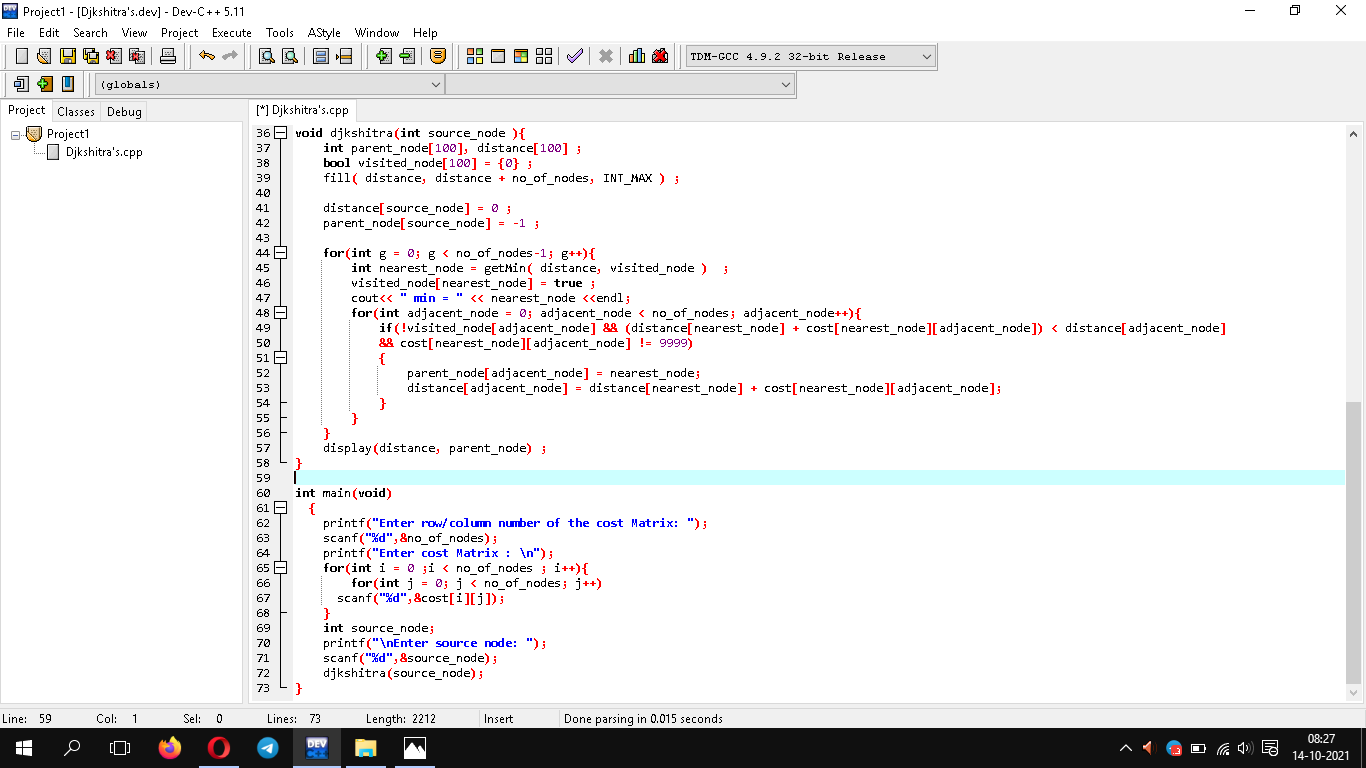 Project1 - [Djkshitra's.dev] - Dev-C++ 5.11
File Edit Search View Project Execute Tools AStyle Window Help
TDM-GCC 4.9.2 32-bit Release
(globals)
Project Classes Debug
[*] Djkshitra's.cpp
Project1
Djkshitra's.cpp
36 void djkshitra(int source_node ){
37 int parent_node[100], distance[100] ;
38 bool visited_node[100] = {0} ;
39 fill( distance, distance + no_of_nodes, INT_MAX ) ;
40
41 distance[source_node] = 0 ;
42 parent_node[source_node] = -1 ;
43
44 for(int g = 0; g < no_of_nodes-1; g++){
45 int nearest_node = getMin( distance, visited_node ) ;
46 visited_node[nearest_node] = true ;
47 cout<< " min = " << nearest_node <<endl;
48 for(int adjacent_node = 0; adjacent_node < no_of_nodes; adjacent_node++){
49 if(!visited_node[adjacent_node] && (distance[nearest_node] + cost[nearest_node][adjacent_node]) < distance[adjacent_node]
50 && cost[nearest_node][adjacent_node] != 9999)
51 {
52 parent_node[adjacent_node] = nearest_node;
53 distance[adjacent_node] = distance[nearest_node] + cost[nearest_node][adjacent_node];
54 }
55 }
56 }
57 display(distance, parent_node) ;
58 }
59
60 int main(void)
61 {
62 printf("Enter row/column number of the cost Matrix: ");
63 scanf("%d",&no_of_nodes);
64 printf("Enter cost Matrix : \n");
65 for(int i = 0 ;i < no_of_nodes ; i++){
66 for(int j = 0; j < no_of_nodes; j++)
67 scanf("%d",&cost[i][j]);
68 }
69 int source_node;
70 printf("\nEnter source node: ");
71 scanf("%d",&source_node);
72 djkshitra(source_node);
73 }
Line: 59 Col: 1 Sel: 0 Lines: 73 Length: 2212 Insert Done parsing in 0.015 seconds
DEV
08:27
14-10-2021